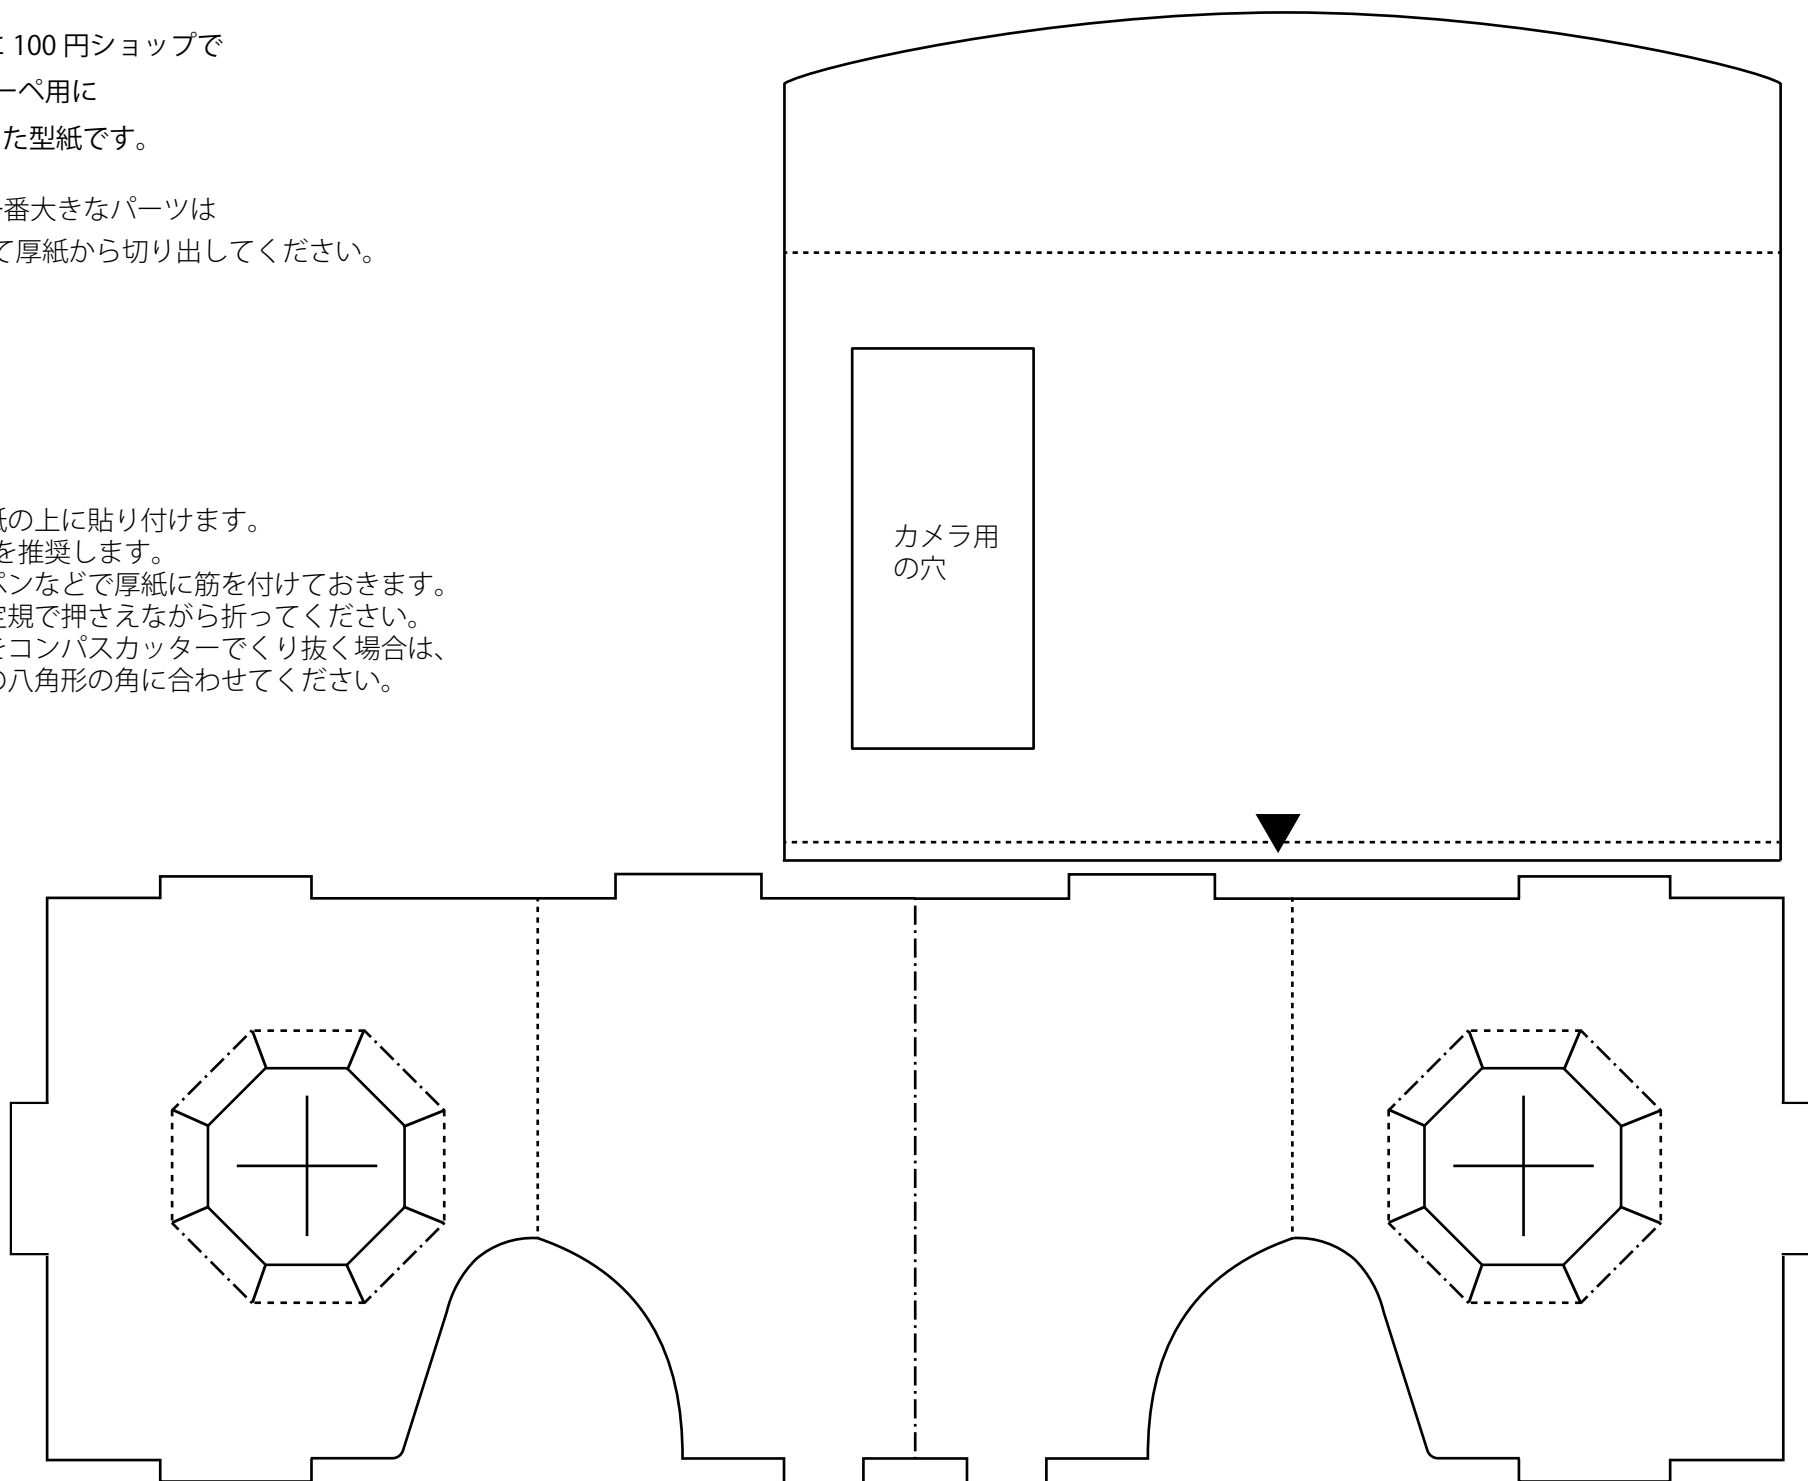 100 円ショップで
ーペ用に
た型紙です。
番大きなパーツは
て厚紙から切り出してください。
カメラ用
の穴
紙の上に貼り付けます。
を推奨します。
ペンなどで厚紙に筋を付けておきます。
定規で押さえながら折ってください。
をコンパスカッターでくり抜く場合は、
の八角形の角に合わせてください。